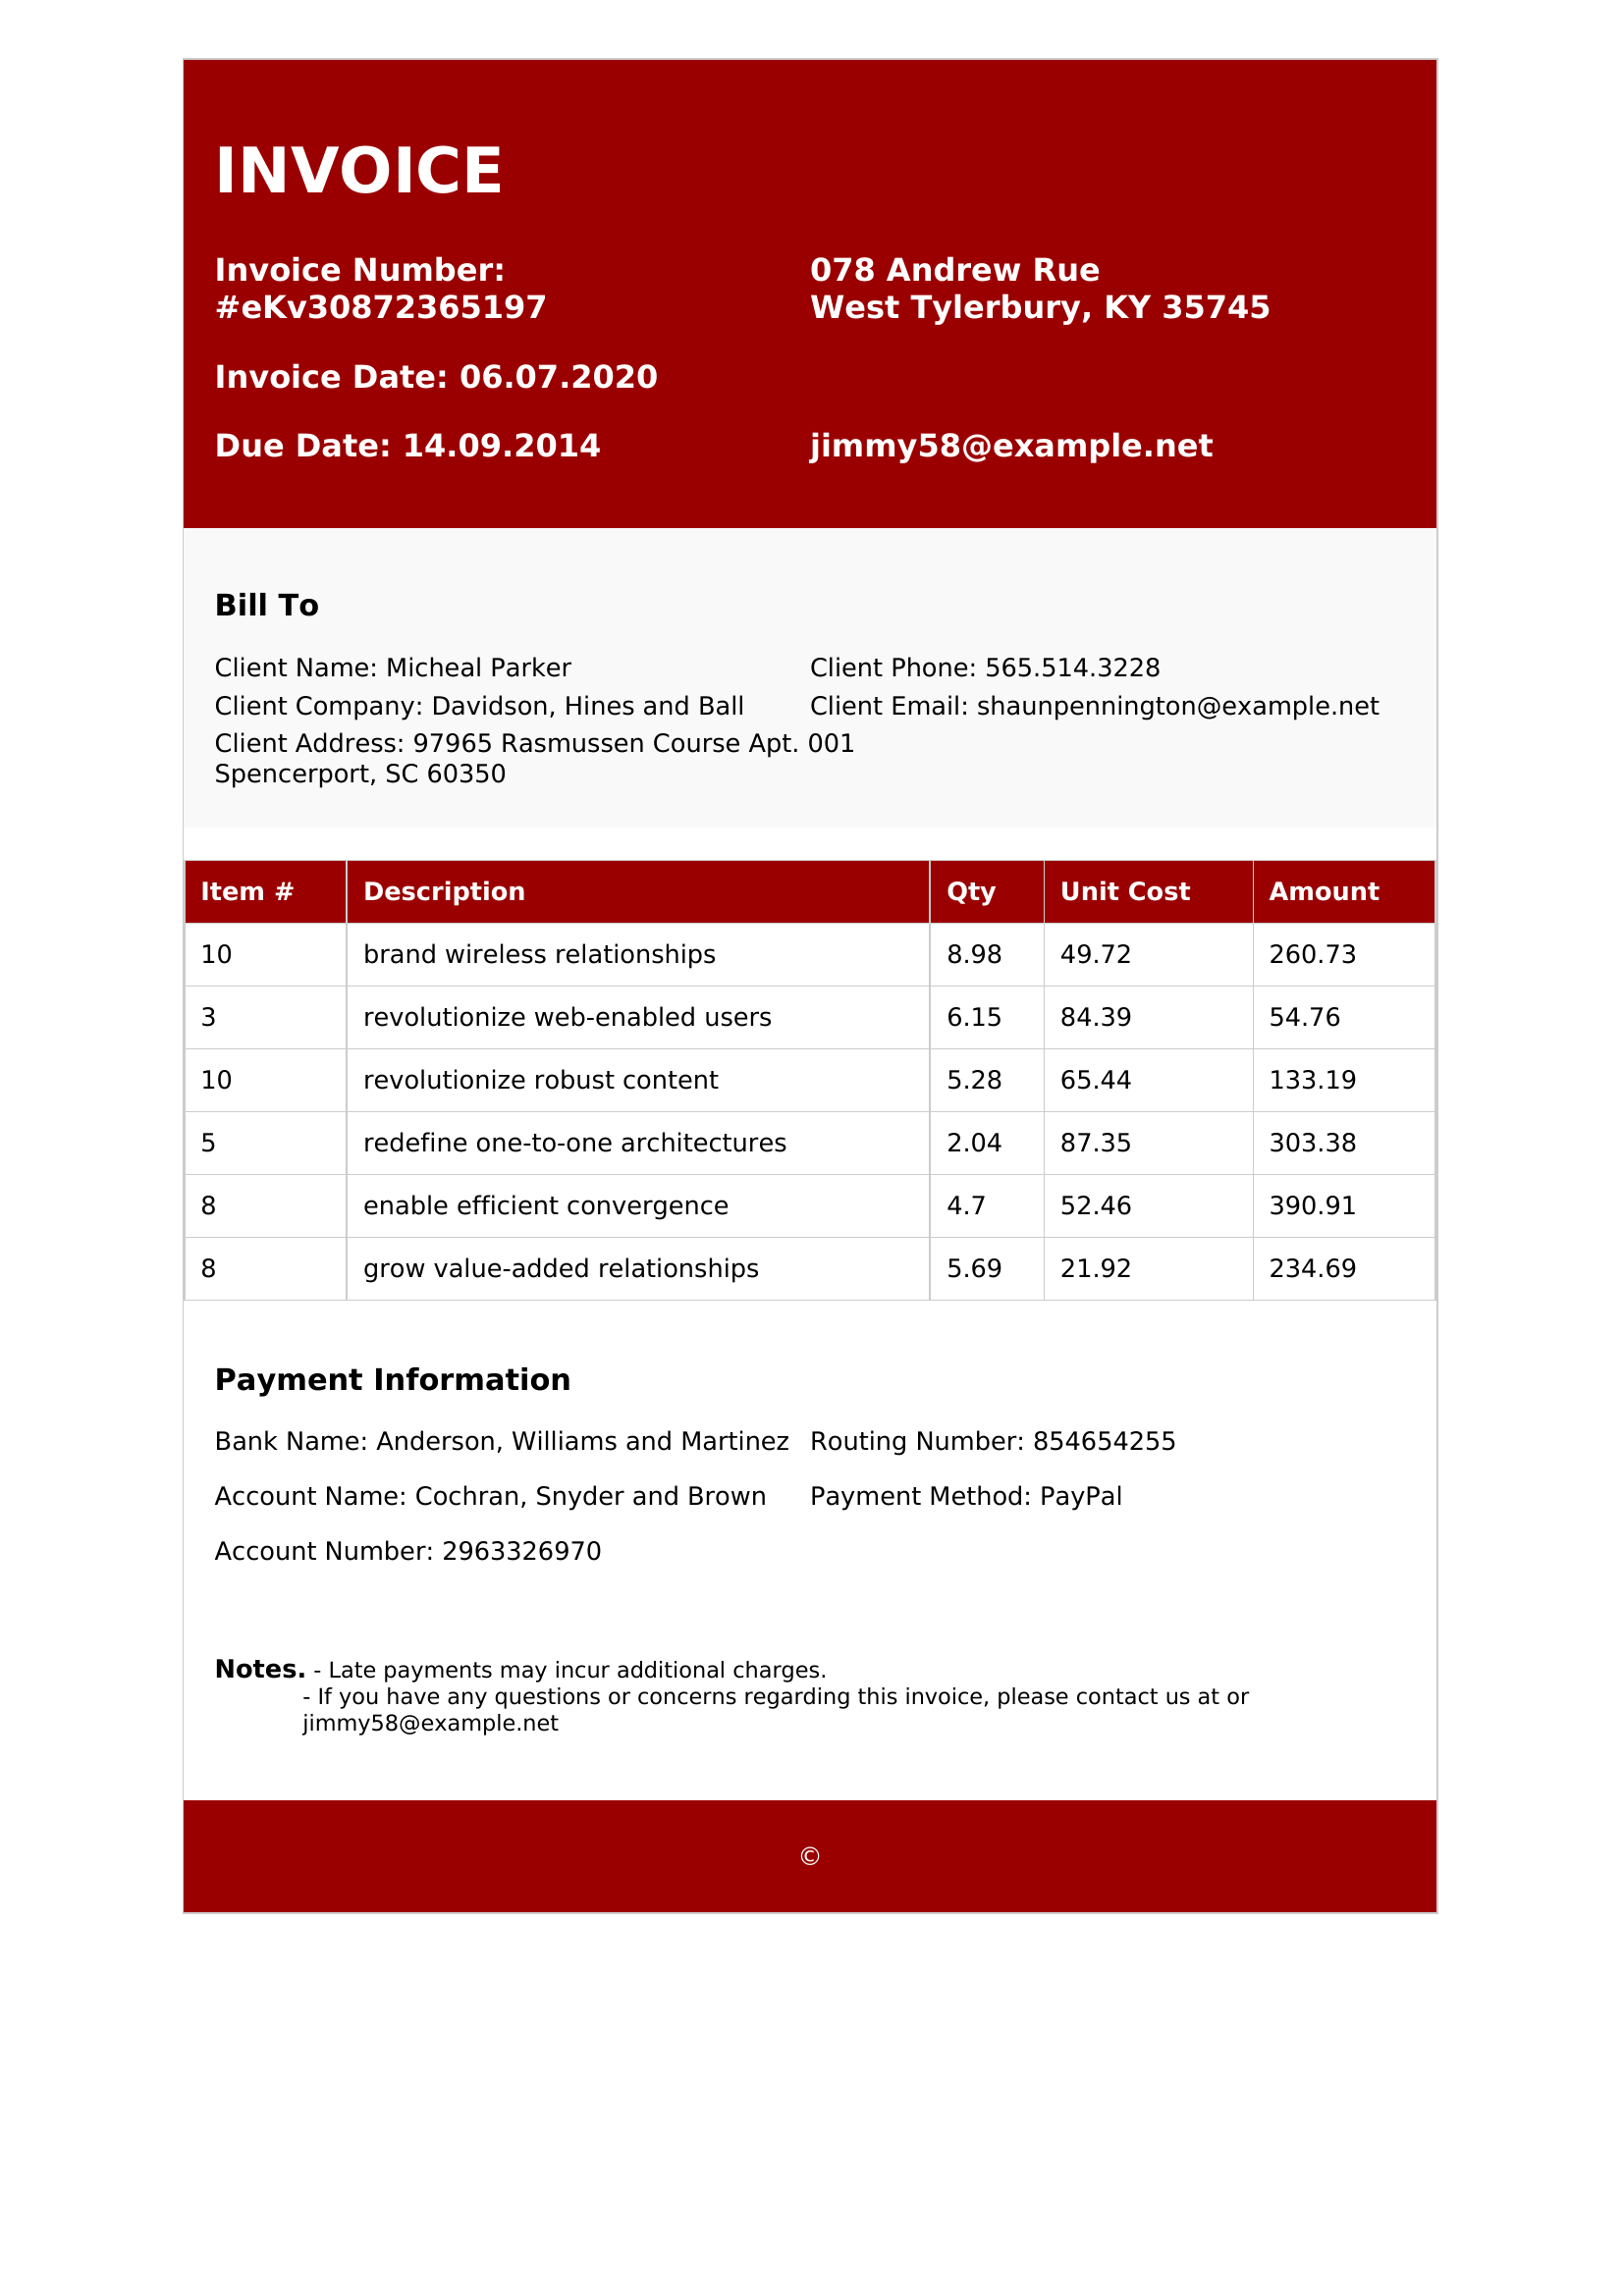 INVOICE
Invoice Number:
#eKv30872365197
078 Andrew Rue
West Tylerbury, KY 35745
Invoice Date: 06.07.2020
Due Date: 14.09.2014
jimmy58@example.net
Bill To
Client Name: Micheal Parker
Client Phone: 565.514.3228
Client Company: Davidson, Hines and Ball
Client Email: shaunpennington@example.net
Client Address: 97965 Rasmussen Course Apt. 001
Spencerport, SC 60350
Item # Description Qty Unit Cost Amount
10 brand wireless relationships 8.98 49.72 260.73
3 revolutionize web-enabled users 6.15 84.39 54.76
10 revolutionize robust content 5.28 65.44 133.19
5 redefine one-to-one architectures 2.04 87.35 303.38
8 enable efficient convergence 4.7 52.46 390.91
8 grow value-added relationships 5.69 21.92 234.69
Payment Information
Bank Name: Anderson, Williams and Martinez
Routing Number: 854654255
Account Name: Cochran, Snyder and Brown
Payment Method: PayPal
Account Number: 2963326970
Notes. - Late payments may incur additional charges.
- If you have any questions or concerns regarding this invoice, please contact us at or
jimmy58@example.net
©